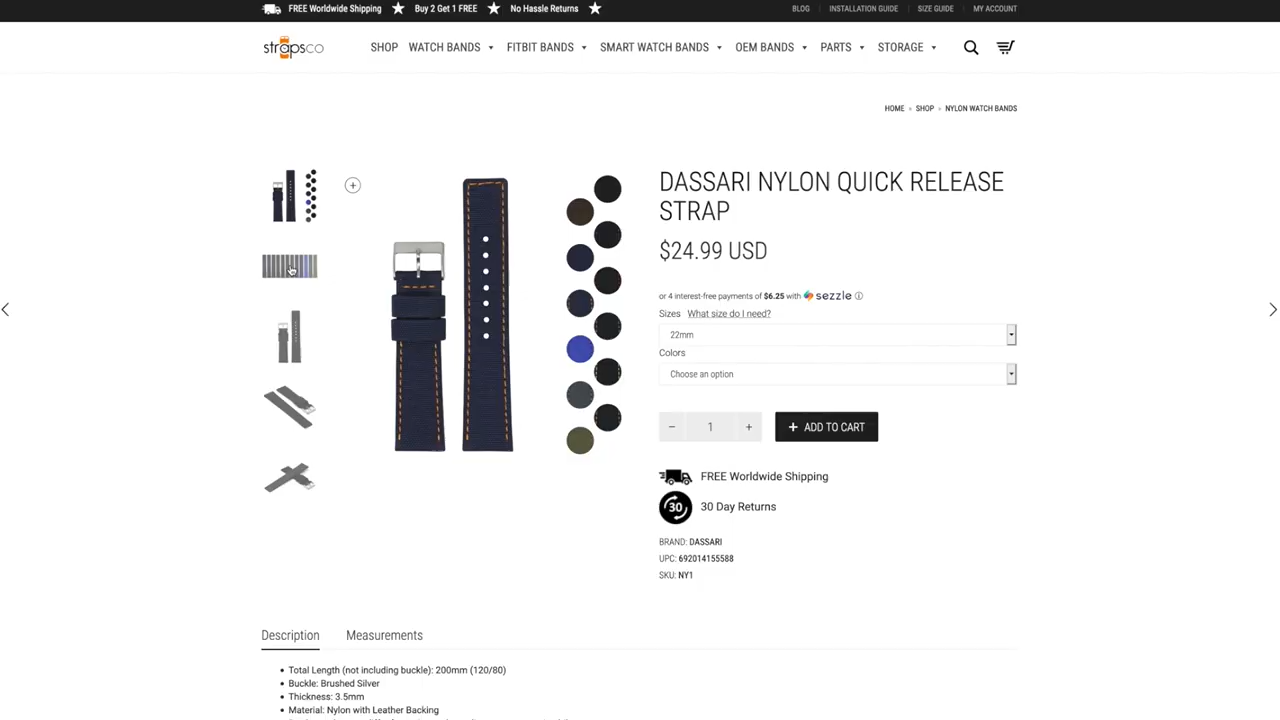 FREE Worldwide Shipping ★ Buy 2 Get 1 FREE ★ No Hassle Returns ★ BLOG | INSTALLATION GUIDE | SIZE GUIDE | MY ACCOUNT
strapsco SHOP WATCH BANDS FITBIT BANDS SMART WATCH BANDS OEM BANDS PARTS STORAGE
HOME » SHOP » NYLON WATCH BANDS
DASSARI NYLON QUICK RELEASE
STRAP
$24.99 USD
or 4 interest-free payments of $6.25 with sezzle
Sizes What size do I need?
22mm
Colors
Choose an option
− 1 + + ADD TO CART
FREE Worldwide Shipping
30 30 Day Returns
BRAND: DASSARI
UPC: 692014155588
SKU: NY1
Description Measurements
• Total Length (not including buckle): 200mm (120/80)
• Buckle: Brushed Silver
• Thickness: 3.5mm
• Material: Nylon with Leather Backing